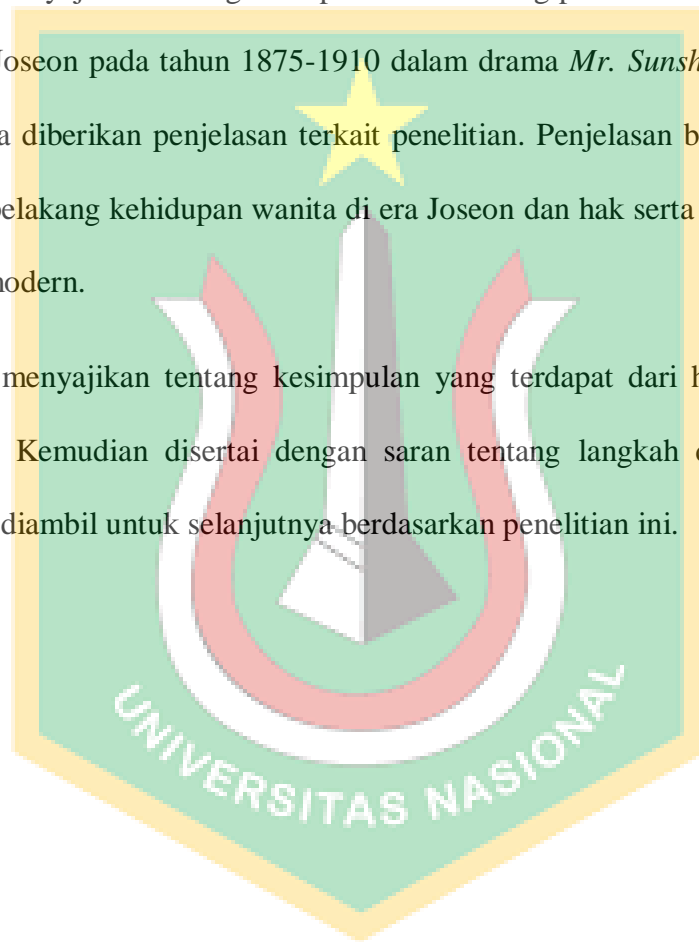 Joseon pada tahun 1875-1910 dalam drama Mr. Sunsh
a diberikan penjelasan terkait penelitian. Penjelasan b
belakang kehidupan wanita di era Joseon dan hak serta
modern.
menyajikan tentang kesimpulan yang terdapat dari h
Kemudian disertai dengan saran tentang langkah
diambil untuk selanjutnya berdasarkan penelitian ini.
UNIVERSITAS NASIONAL